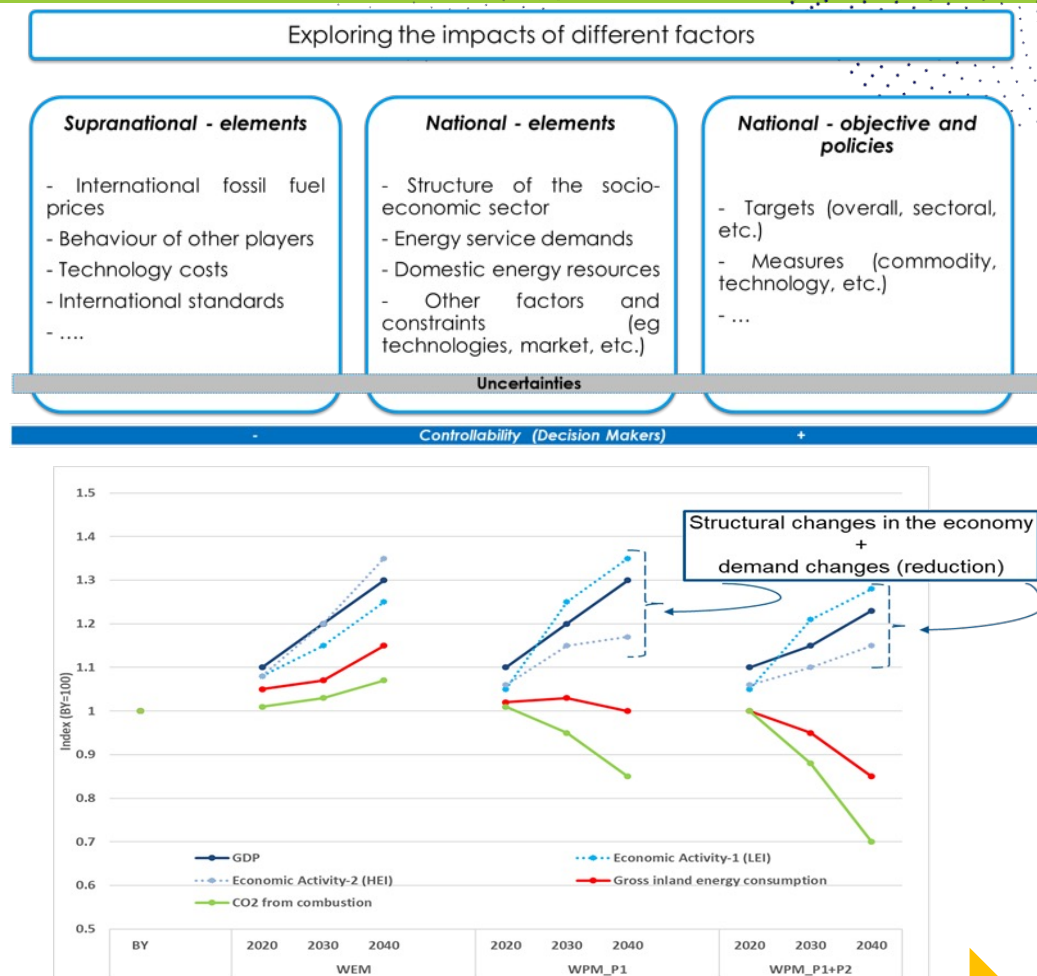 Exploring the impacts of different factors
Supranational - elements
- International fossil fuel
prices
- Behaviour of other players
- Technology costs
- International standards
- ....
National - elements
- Structure of the socio-
economic sector
- Energy service demands
- Domestic energy resources
- Other factors and
constraints (eg
technologies, market, etc.)
National - objective and
policies
- Targets (overall, sectoral,
etc.)
- Measures (commodity,
technology, etc.)
- ...
Uncertainties
- Controllability (Decision Makers) +
Structural changes in the economy
+
demand changes (reduction)
Index (BY=100)
1.5
1.4
1.3
1.2
1.1
1
0.9
0.8
0.7
0.6
0.5
GDP
Economic Activity-1 (LEI)
Economic Activity-2 (HEI)
Gross inland energy consumption
CO2 from combustion
BY 2020 2030 2040 2020 2030 2040 2020 2030 2040
WEM WPM_P1 WPM_P1+P2